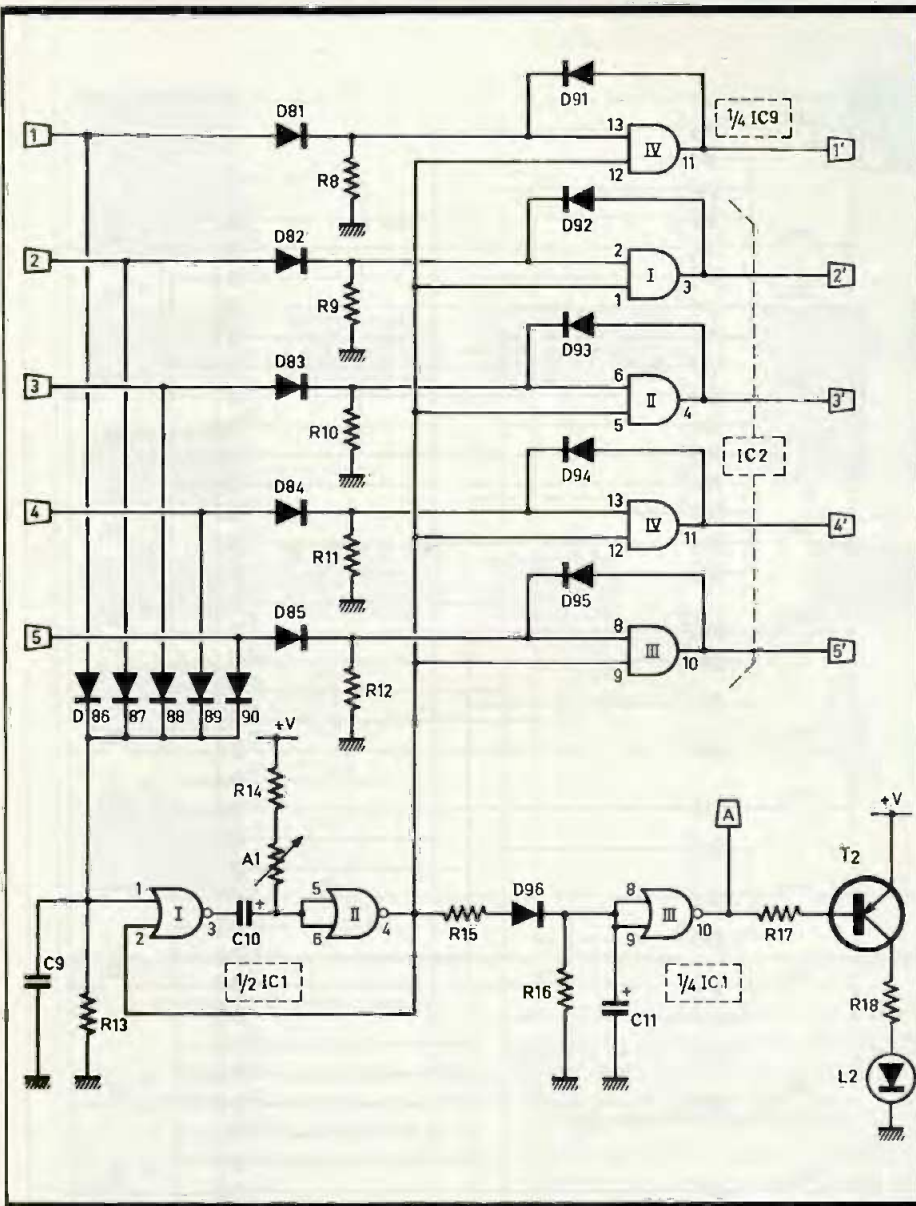 D91
1/4 IC9
1
D81
13
IV
11
1'
R8
12
D92
2
D82
2
I
3
2'
R9
1
D93
3
D83
6
II
4
3'
R10
5
IC2
D94
4
D84
13
IV
11
4'
R11
12
D95
5
D85
8
III
10
5'
R12
9
D 86 87 88 89 90
+V
R14
A
+V
A1
T2
1
I
3
C10
+
5
II
4
R15
D96
8
III
10
R17
2
6
9
C9
1/2 IC1
R16
+
C11
1/4 IC1
R18
R13
L2